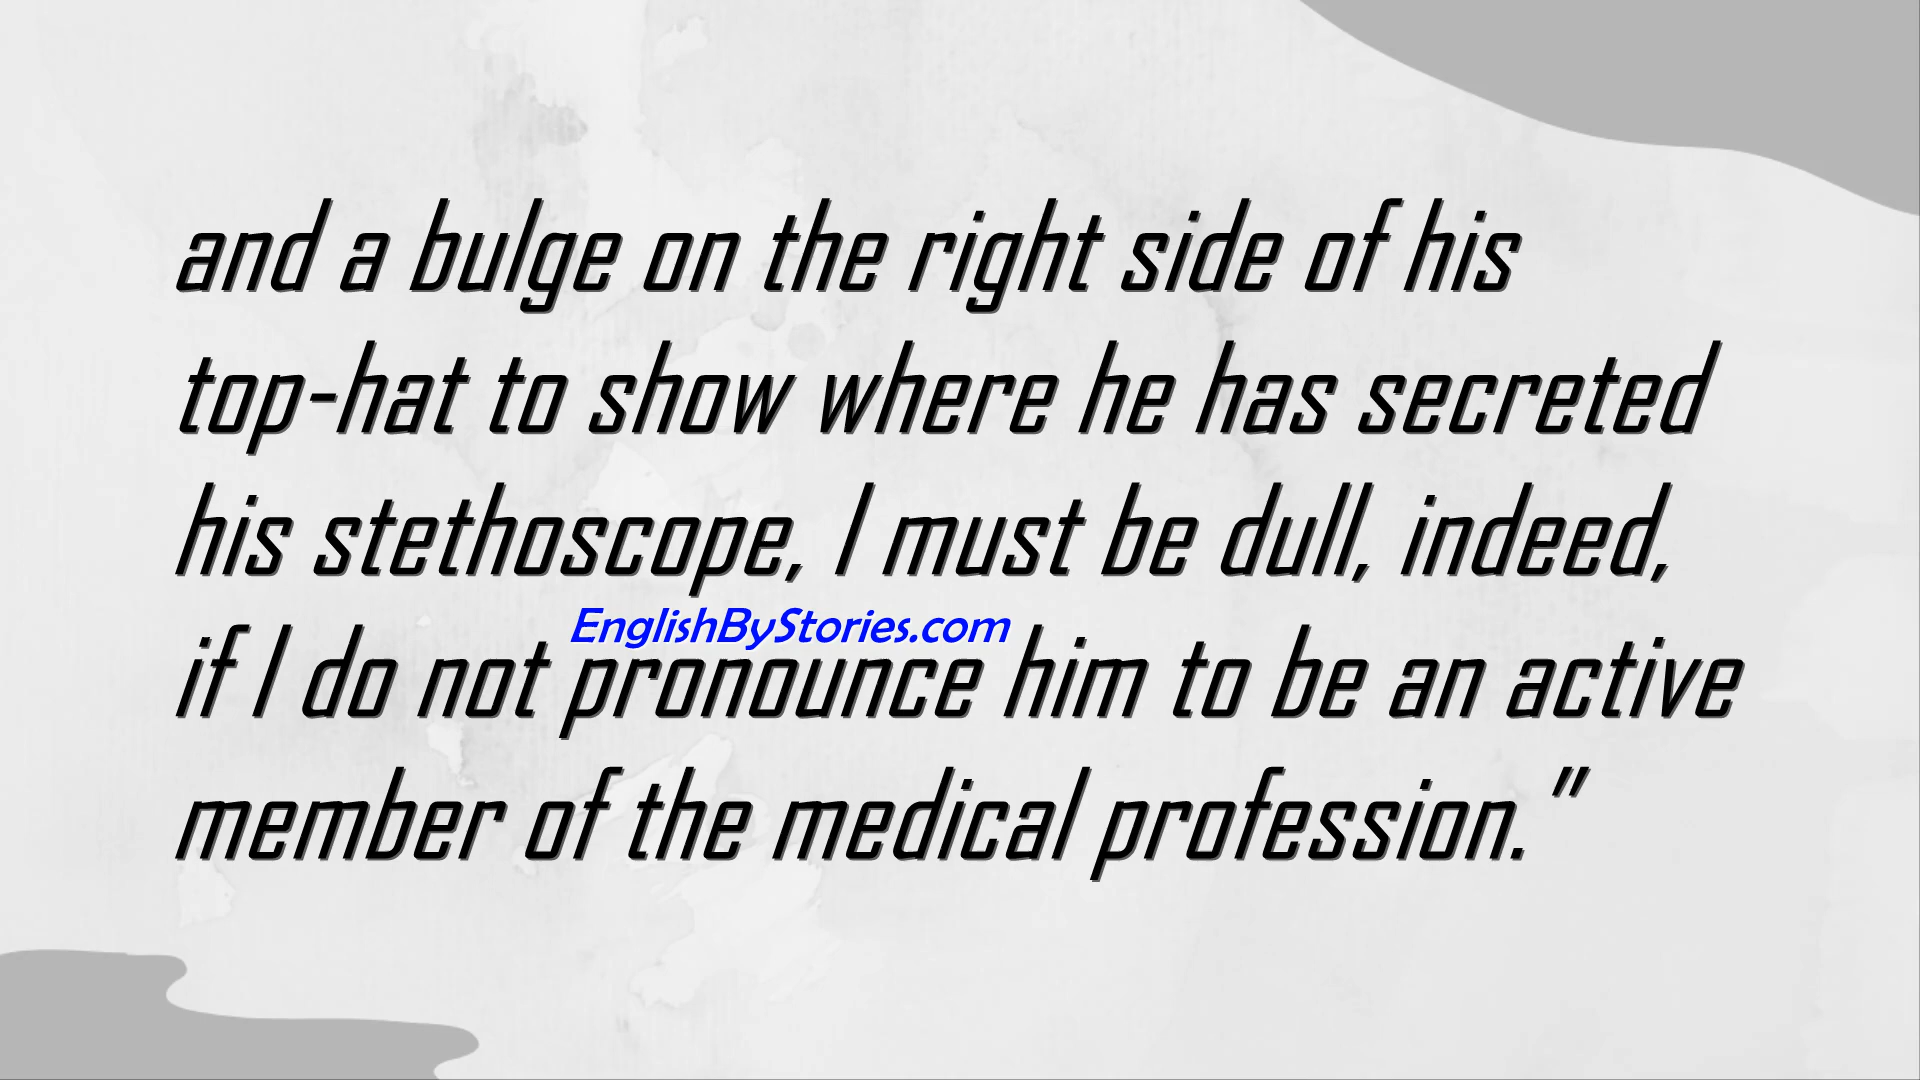 and a bulge on the right side of his
top-hat to show where he has secreted
his stethoscope, I must be dull, indeed,
EnglishByStories.com
if I do not pronounce him to be an active
member of the medical profession.”